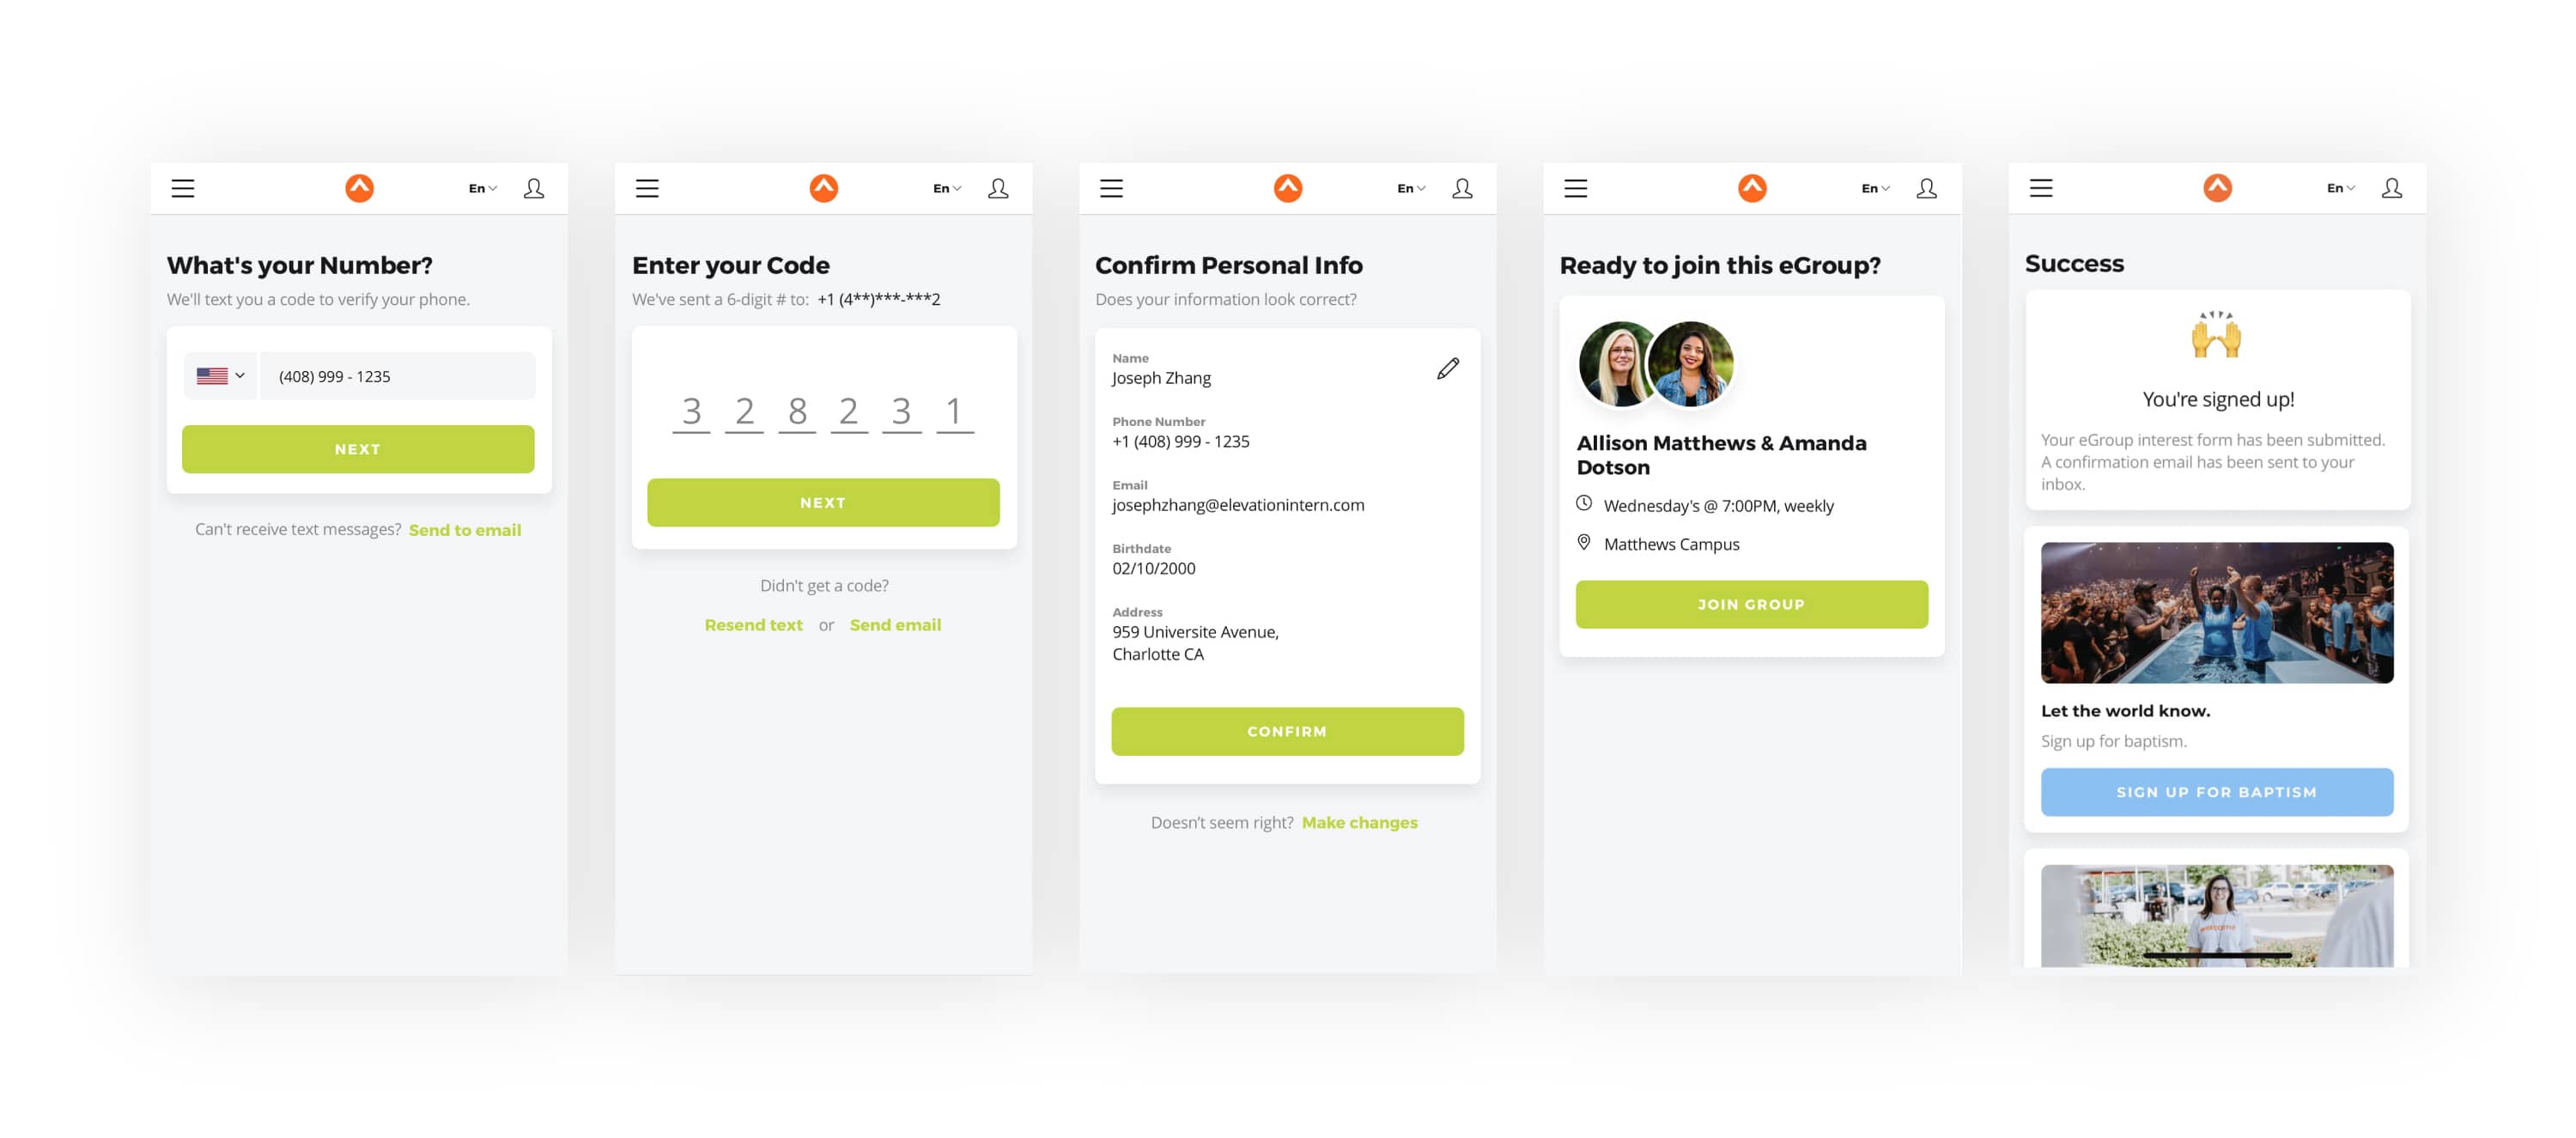 En
What's your Number?
We'll text you a code to verify your phone.
(408) 999 - 1235
NEXT
Can't receive text messages? Send to email
En
Enter your Code
We've sent a 6-digit # to: +1 (4**)***-***2
3 2 8 2 3 1
NEXT
Didn't get a code?
Resend text or Send email
En
Confirm Personal Info
Does your information look correct?
Name
Joseph Zhang
Phone Number
+1 (408) 999 - 1235
Email
josephzhang@elevationintern.com
Birthdate
02/10/2000
Address
959 Universite Avenue,
Charlotte CA
CONFIRM
Doesn't seem right? Make changes
En
Ready to join this eGroup?
Allison Matthews & Amanda
Dotson
Wednesday's @ 7:00PM, weekly
Matthews Campus
JOIN GROUP
En
Success
You're signed up!
Your eGroup interest form has been submitted.
A confirmation email has been sent to your
inbox.
Let the world know.
Sign up for baptism.
SIGN UP FOR BAPTISM